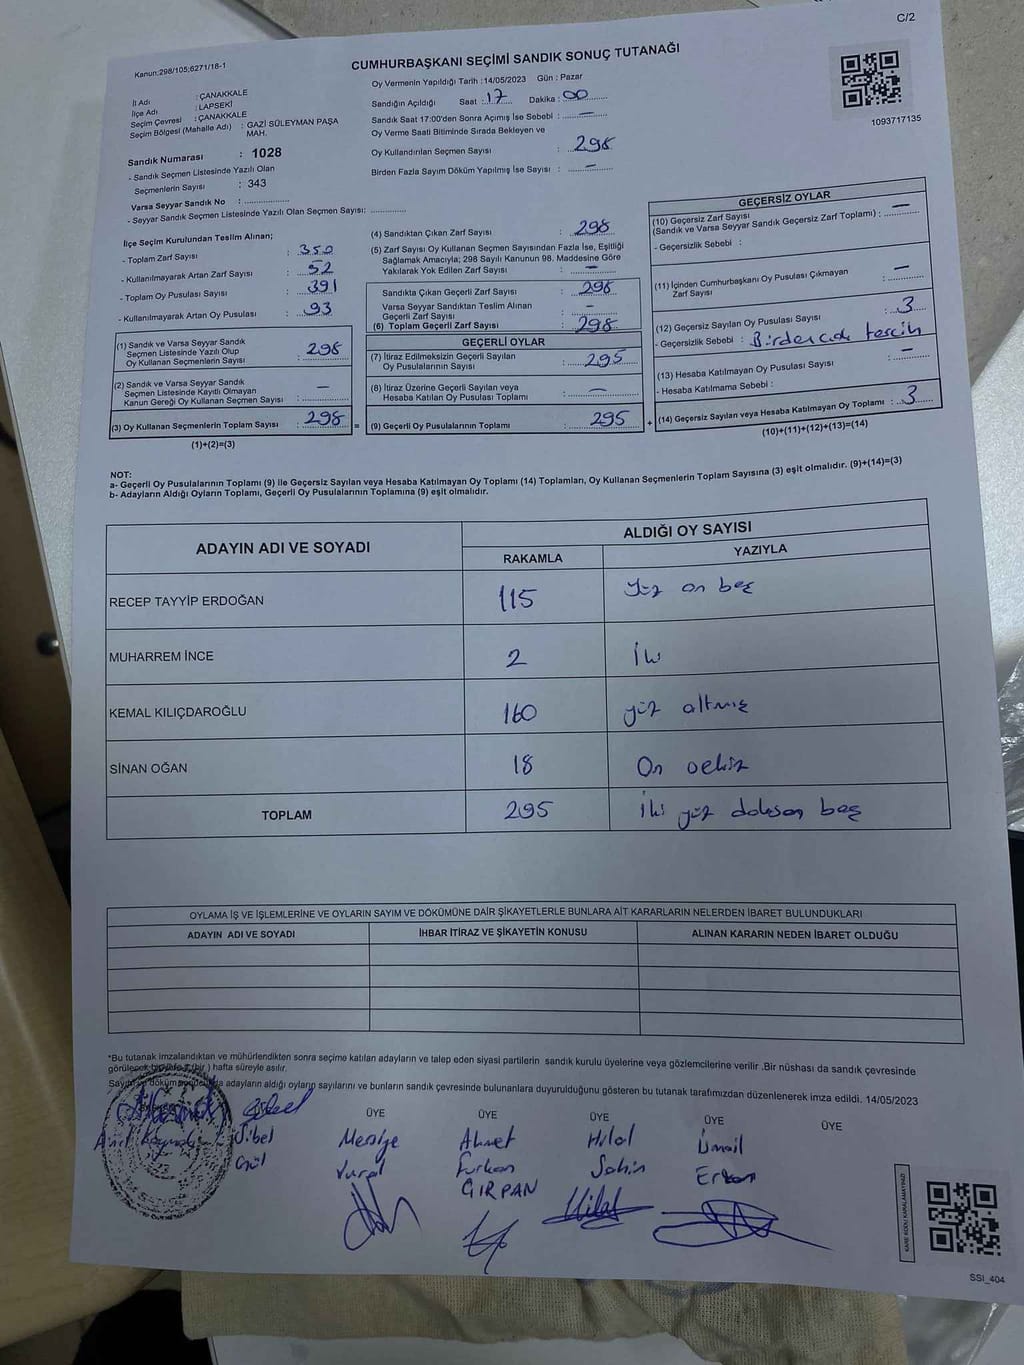 C/2
Kanun:298/105;6271/18-1
CUMHURBAŞKANI SEÇİMİ SANDIK SONUÇ TUTANAĞI
1093717135
İl Adı : ÇANAKKALE
İlçe Adı : LAPSEKİ
Seçim Çevresi : ÇANAKKALE
Seçim Bölgesi (Mahalle Adı) : GAZİ SÜLEYMAN PAŞA MAH.
Sandık Numarası : 1028
- Sandık Seçmen Listesinde Yazılı Olan
Seçmenlerin Sayısı : 343
Varsa Seyyar Sandık No :
- Seyyar Sandık Seçmen Listesinde Yazılı Olan Seçmen Sayısı:
Oy Vermenin Yapıldığı Tarih :14/05/2023 Gün : Pazar
Sandığın Açıldığı Saat : 17 Dakika : 00
Sandık Saat 17:00'den Sonra Açımış İse Sebebi : —
Oy Verme Saati Bitiminde Sırada Bekleyen ve
Oy Kullandırılan Seçmen Sayısı : 298
Birden Fazla Sayım Döküm Yapılmış İse Sayısı : —
İlçe Seçim Kurulundan Teslim Alınan;
- Toplam Zarf Sayısı : 350
- Kullanılmayarak Artan Zarf Sayısı : 52
- Toplam Oy Pusulası Sayısı : 391
- Kullanılmayarak Artan Oy Pusulası : 93
(1) Sandık ve Varsa Seyyar Sandık
Seçmen Listesinde Yazılı Olup
Oy Kullanan Seçmenlerin Sayısı : 298
(2) Sandık ve Varsa Seyyar Sandık
Seçmen Listesinde Kayıtlı Olmayan
Kanun Gereği Oy Kullanan Seçmen Sayısı : —
(3) Oy Kullanan Seçmenlerin Toplam Sayısı : 298
(1)+(2)=(3)
(4) Sandıktan Çıkan Zarf Sayısı : 298
(5) Zarf Sayısı Oy Kullanan Seçmen Sayısından Fazla İse, Eşitliği
Sağlamak Amacıyla; 298 Sayılı Kanunun 98. Maddesine Göre
Yakılarak Yok Edilen Zarf Sayısı : —
Sandıkta Çıkan Geçerli Zarf Sayısı : 298
Varsa Seyyar Sandıktan Teslim Alınan
Geçerli Zarf Sayısı : —
(6) Toplam Geçerli Zarf Sayısı : 298
GEÇERLİ OYLAR
(7) İtiraz Edilmeksizin Geçerli Sayılan
Oy Pusulalarının Sayısı : 295
(8) İtiraz Üzerine Geçerli Sayılan veya
Hesaba Katılan Oy Pusulası Toplamı : —
(9) Geçerli Oy Pusulalarının Toplamı : 295
GEÇERSİZ OYLAR
(10) Geçersiz Zarf Sayısı
(Sandık ve Varsa Seyyar Sandık Geçersiz Zarf Toplamı) : —
- Geçersizlik Sebebi :
(11) İçinden Cumhurbaşkanı Oy Pusulası Çıkmayan
Zarf Sayısı —
(12) Geçersiz Sayılan Oy Pusulası Sayısı : 3
- Geçersizlik Sebebi : tercih
(13) Hesaba Katılmayan Oy Pusulası Sayısı : —
- Hesaba Katılmama Sebebi :
(14) Geçersiz Sayılan veya Hesaba Katılmayan Oy Toplamı : 3
(10)+(11)+(12)+(13)=(14)
NOT:
a- Geçerli Oy Pusulalarının Toplamı (9) ile Geçersiz Sayılan veya Hesaba Katılmayan Oy Toplamı (14) Toplamları, Oy Kullanan Seçmenlerin Toplam Sayısına (3) eşit olmalıdır. (9)+(14)=(3)
b- Adayların Aldığı Oyların Toplamı, Geçerli Oy Pusulalarının Toplamına (9) eşit olmalıdır.
ADAYIN ADI VE SOYADI
ALDIĞI OY SAYISI
RAKAMLA YAZIYLA
RECEP TAYYİP ERDOĞAN 115 Yüz on beş
MUHARREM İNCE 2 İki
KEMAL KILIÇDAROĞLU 160 yüz altmış
SİNAN OĞAN 18 On sekiz
TOPLAM 295 İki yüz doksan beş
OYLAMA İŞ VE İŞLEMLERİNE VE OYLARIN SAYIM VE DÖKÜMÜNE DAİR ŞİKAYETLERLE BUNLARA AİT KARARLARIN NELERDEN İBARET BULUNDUKLARI
ADAYIN ADI VE SOYADI İHBAR İTİRAZ VE ŞİKAYETİN KONUSU ALINAN KARARIN NEDEN İBARET OLDUĞU
*Bu tutanak imzalandıktan ve mühürlendikten sonra seçime katılan adayların ve talep eden siyasi partilerin sandık kurulu üyelerine veya gözlemcilerine verilir .Bir nüshası da sandık çevresinde
hafta süreyle asılır.
adayların aldığı oyların sayılarını ve bunların sandık çevresinde bulunanlara duyurulduğunu gösteren bu tutanak tarafımızdan düzenlenerek imza edildi. 14/05/2023
ÜYE ÜYE ÜYE ÜYE ÜYE
Sibel Mersiye Ahmet Hilal İsmail
Gül Vural Furkan Şahin Erkan
GIRPAN
Hilal
KARE KODU KARALAMAYINIZ!
SSI_404